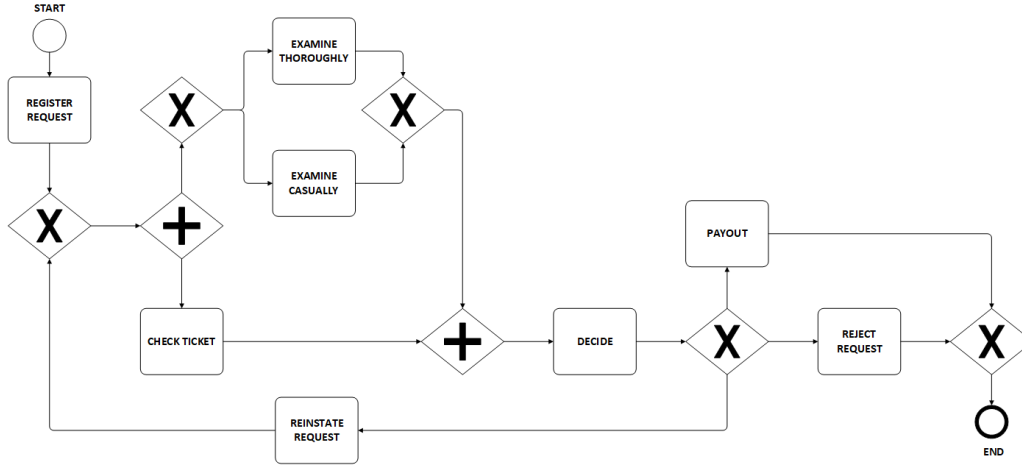 START
REGISTER
REQUEST
X
X
EXAMINE
THOROUGHLY
EXAMINE
CASUALLY
X
+
CHECK TICKET
+
DECIDE
X
PAYOUT
REJECT
REQUEST
X
REINSTATE
REQUEST
END